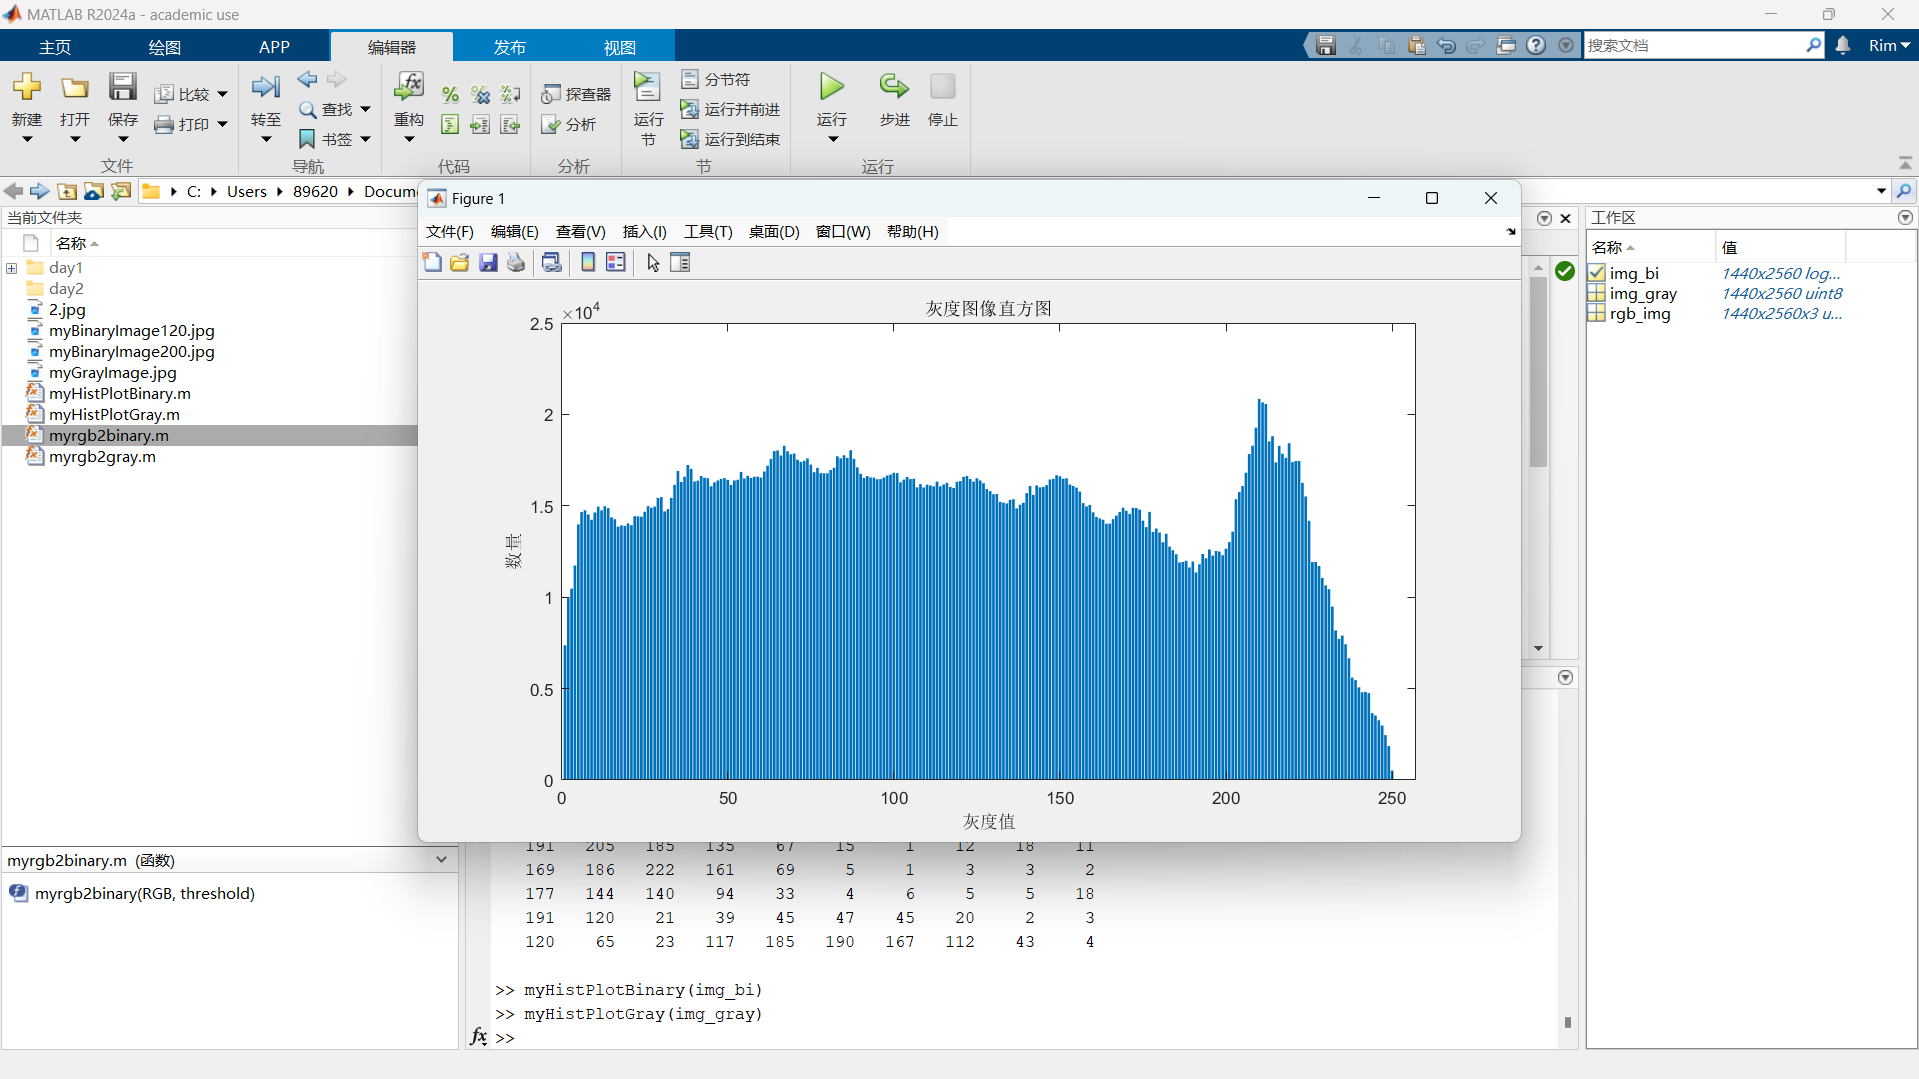 MATLAB R2024a - academic use
主页 绘图 APP 编辑器 发布 视图
搜索文档
Rim
新建 打开 保存 比较 打印
文件
转至 查找 书签
导航
重构
代码
探查器
分析
分析
运行节
分节符
运行并前进
运行到结束
节
运行 步进 停止
运行
C: Users 89620
当前文件夹
名称
day1
day2
2.jpg
myBinaryImage120.jpg
myBinaryImage200.jpg
myGrayImage.jpg
myHistPlotBinary.m
myHistPlotGray.m
myrgb2binary.m
myrgb2gray.m
myrgb2binary.m (函数)
myrgb2binary(RGB, threshold)
Figure 1
文件(F) 编辑(E) 查看(V) 插入(I) 工具(T) 桌面(D) 窗口(W) 帮助(H)
灰度图像直方图
×10⁴
2.5
2
1.5
1
0.5
0
数量
0 50 100 150 200 250
灰度值
191 205 185 135 67 15 1 12 18 11
169 186 222 161 69 5 1 3 3 2
177 144 140 94 33 4 6 5 5 18
191 120 21 39 45 47 45 20 2 3
120 65 23 117 185 190 167 112 43 4
>> myHistPlotBinary(img_bi)
>> myHistPlotGray(img_gray)
fx >>
工作区
名称 值
img_bi 1440x2560 log...
img_gray 1440x2560 uint8
rgb_img 1440x2560x3 u...